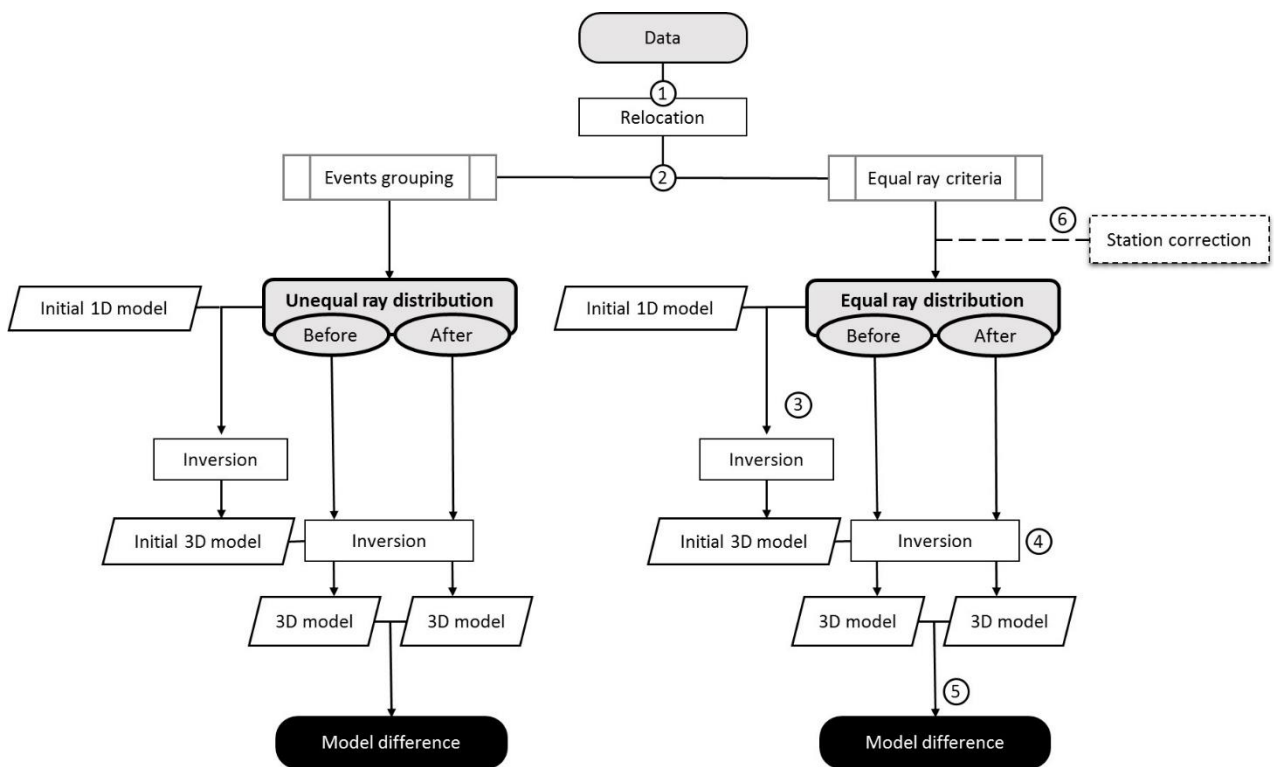 Data
1
Relocation
Events grouping
2
Equal ray criteria
6
Station correction
Initial 1D model
Unequal ray distribution
Before
After
Initial 1D model
Equal ray distribution
Before
After
3
Inversion
Inversion
Initial 3D model
Inversion
Initial 3D model
Inversion
4
3D model
3D model
3D model
3D model
5
Model difference
Model difference